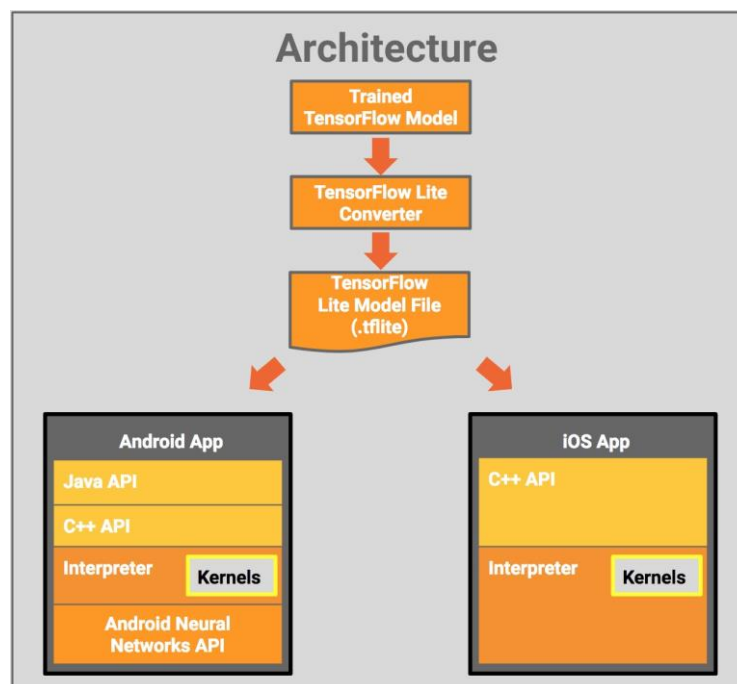 Architecture
Trained
TensorFlow Model
TensorFlow Lite
Converter
TensorFlow
Lite Model File
(.tflite)
Android App
Java API
C++ API
Interpreter
Kernels
Android Neural
Networks API
iOS App
C++ API
Interpreter
Kernels